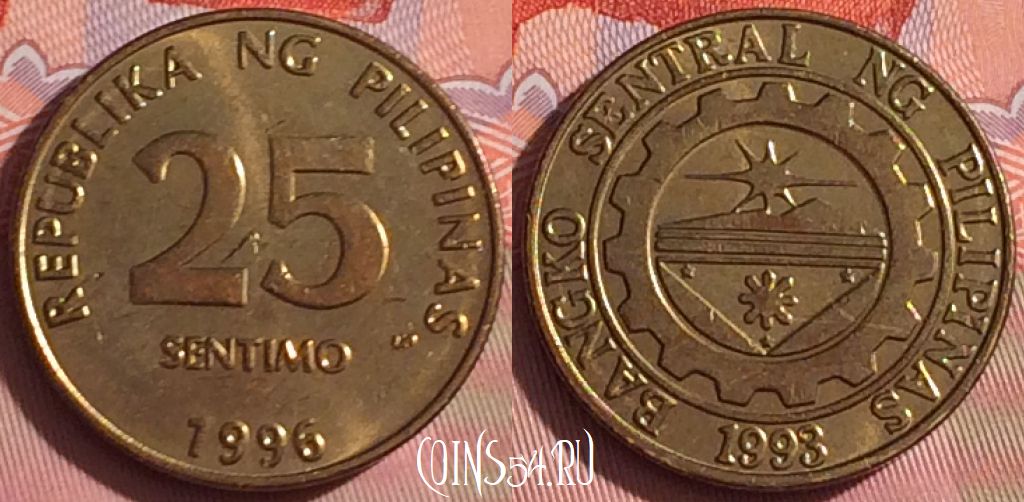 REPUBLIKA NG PILIPINAS
25
SENTIMO
1996
BANGKO SENTRAL NG PILIPINAS
1993
COINS54.RU